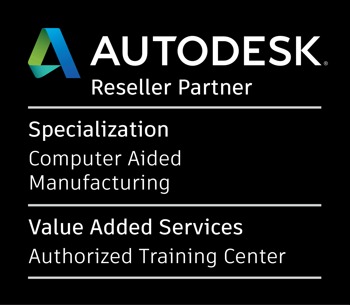 AUTODESK®
Reseller Partner
Specialization
Computer Aided
Manufacturing
Value Added Services
Authorized Training Center